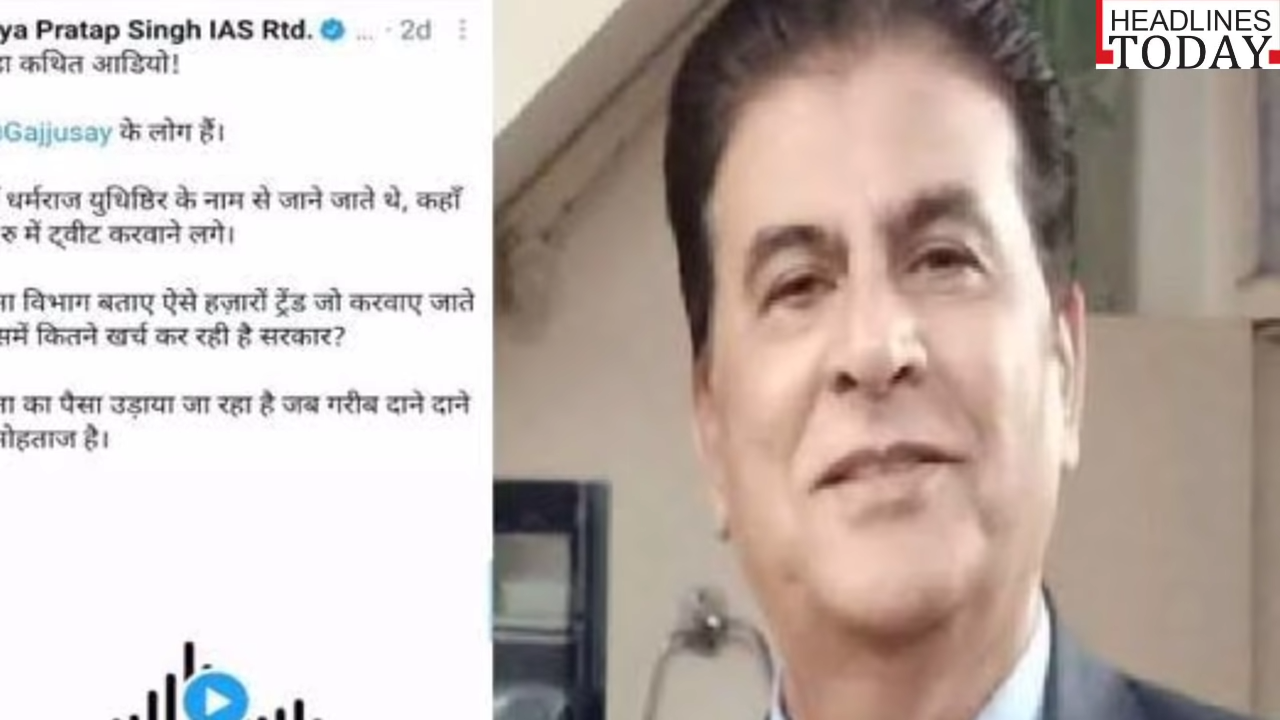 ya Pratap Singh IAS Rtd. ... · 2d
कथित आडियो!
Gajjusay के लोग हैं।
धर्मराज युधिष्ठिर के नाम से जाने जाते थे, कहाँ
रु में ट्वीट करवाने लगे।
विभाग बताए ऐसे हज़ारों ट्रेंड जो करवाए जाते
कितने खर्च कर रही है सरकार?
का पैसा उड़ाया जा रहा है जब गरीब दाने दाने
मोहताज है।
HEADLINES
TODAY